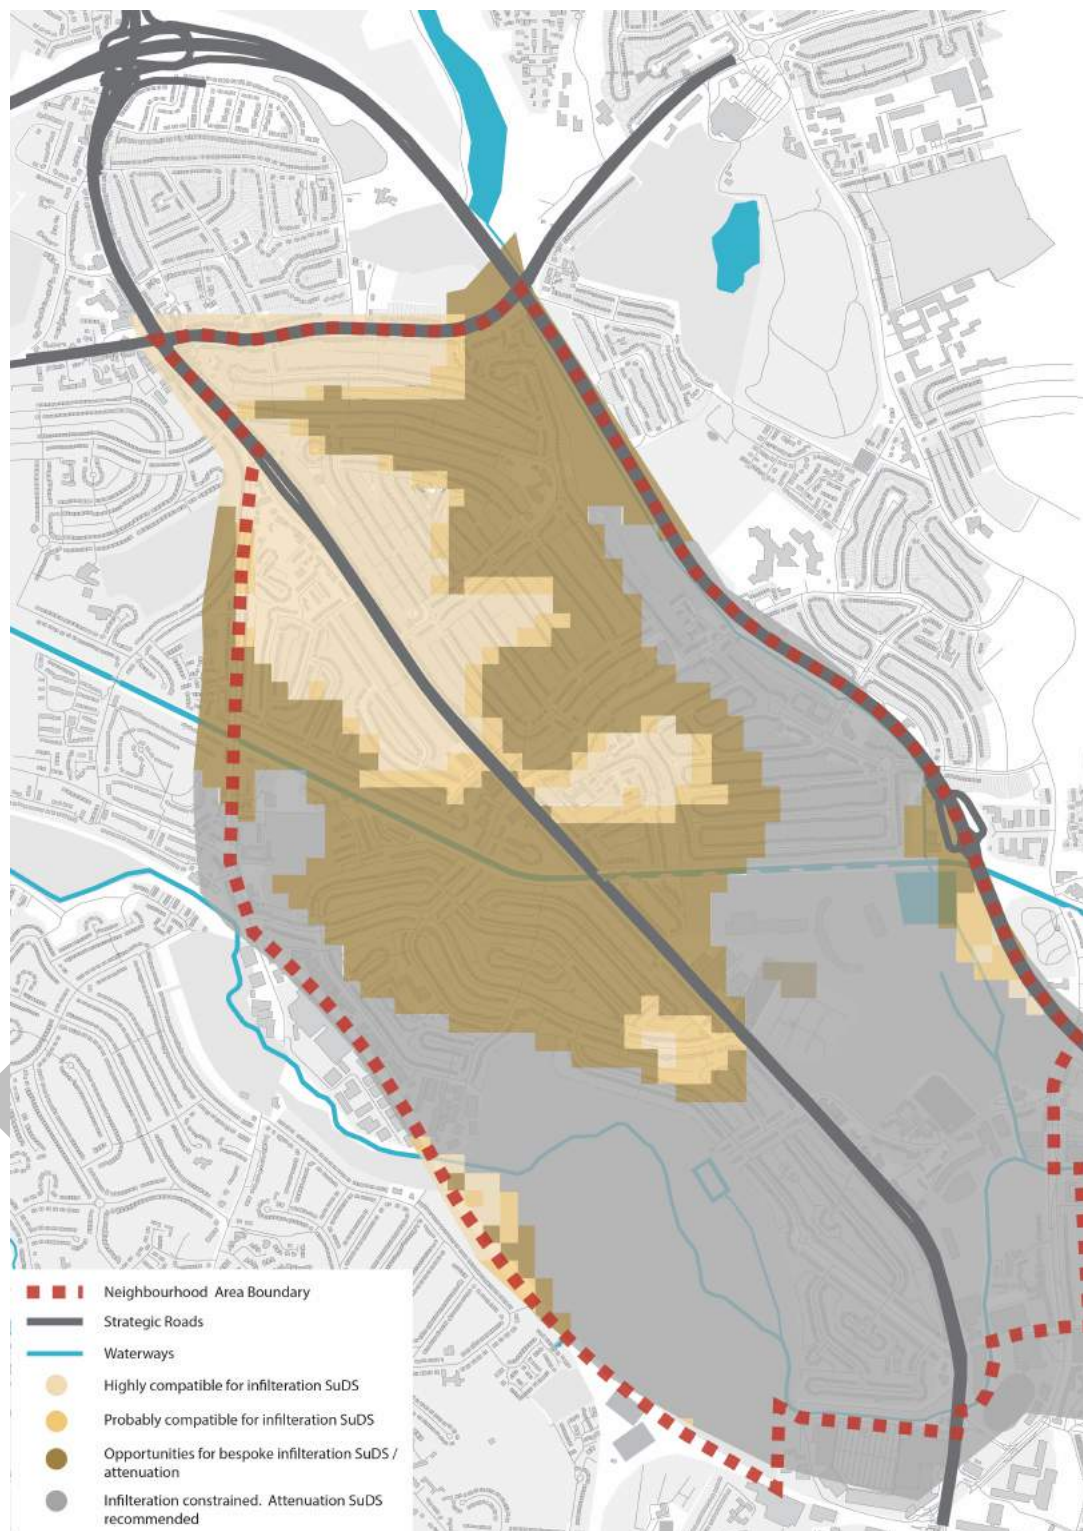 Neighbourhood Area Boundary
Strategic Roads
Waterways
Highly compatible for infilteration SuDS
Probably compatible for infilteration SuDS
Opportunities for bespoke infilteration SuDS /
attenuation
Infilteration constrained. Attenuation SuDS
recommended